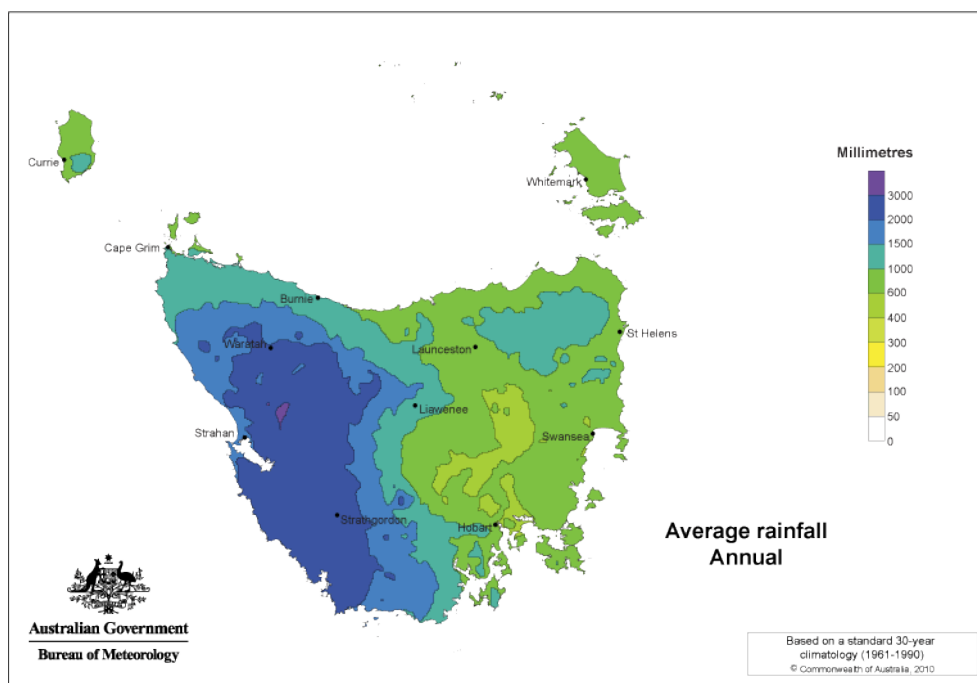 Currie
Whitemark
Cape Grim
Burnie
Waratah
Launceston
St Helens
Liawenee
Strahan
Swansea
Strathgordon
Hobart
Millimetres
3000
2000
1500
1000
600
400
300
200
100
50
0
Average rainfall
Annual
Australian Government
Bureau of Meteorology
Based on a standard 30-year
climatology (1961-1990)
© Commonwealth of Australia, 2010